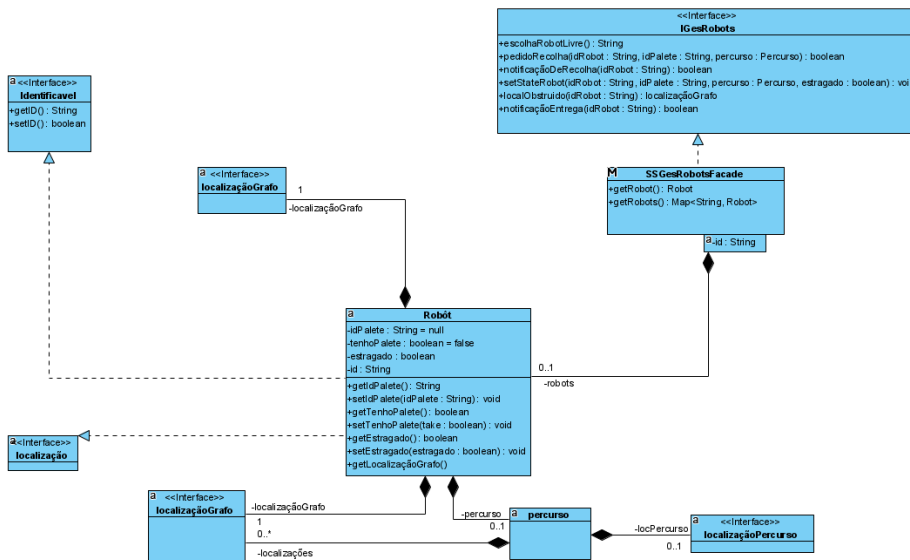 <<Interface>>
IGesRobots
+escolhaRobotLivre() : String
+pedidoRecolha(idRobot : String, idPalete : String, percurso : Percurso) : boolean
+notificaçãoDeRecolha(idRobot : String) : boolean
+setStateRobot(idRobot : String, idPalete : String, percurso : Percurso, estragado : boolean) : voi
+localObstruido(idRobot : String) : localizaçãoGrafo
+notificaçãoEntrega(idRobot : String) : boolean
a
<<Interface>>
Identificavel
+getID() : String
+setID() : boolean
a
<<Interface>>
localizaçãoGrafo
1
-localizaçãoGrafo
M
SSGesRobotsFacade
+getRobot() : Robot
+getRobots() : Map<String, Robot>
a
-id : String
a
Robót
-idPalete : String = null
-tenhoPalete : boolean = false
-estragado : boolean
-id : String
+getIdPalete() : String
+setIdPalete(idPalete : String) : void
+getTenhoPalete() : boolean
+setTenhoPalete(take : boolean) : void
+getEstragado() : boolean
+setEstragado(estragado : boolean) : void
+getLocalizaçãoGrafo()
0..1
-robots
a
<<Interface>>
localização
a
<<Interface>>
localizaçãoGrafo
-localizaçãoGrafo
1
0..*
-localizações
-percurso
0..1
a
percurso
-locPercurso
0..1
a
<<Interface>>
localizaçãoPercurso